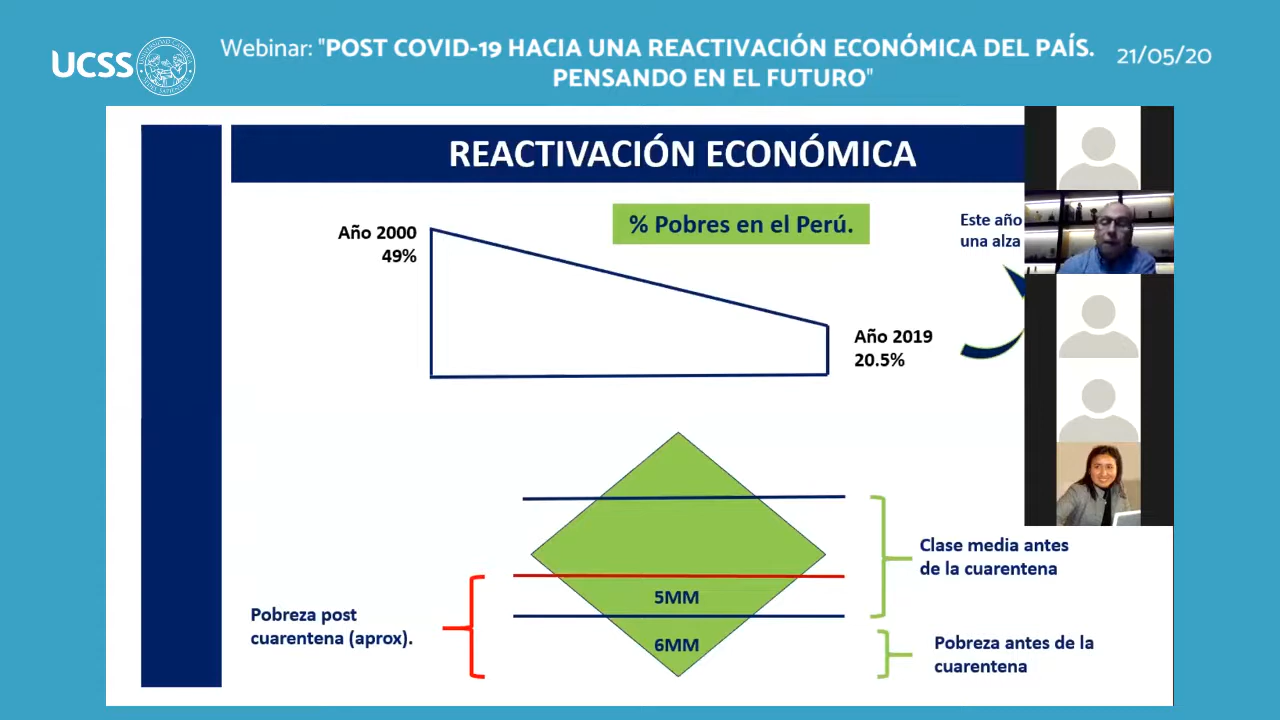 UCSS
Webinar: "POST COVID-19 HACIA UNA REACTIVACIÓN ECONÓMICA DEL PAÍS.
PENSANDO EN EL FUTURO"
21/05/20
REACTIVACIÓN ECONÓMICA
% Pobres en el Perú.
Año 2000
49%
Este año
una alza
Año 2019
20.5%
Clase media antes
de la cuarentena
5MM
Pobreza post
cuarentena (aprox).
6MM
Pobreza antes de la
cuarentena